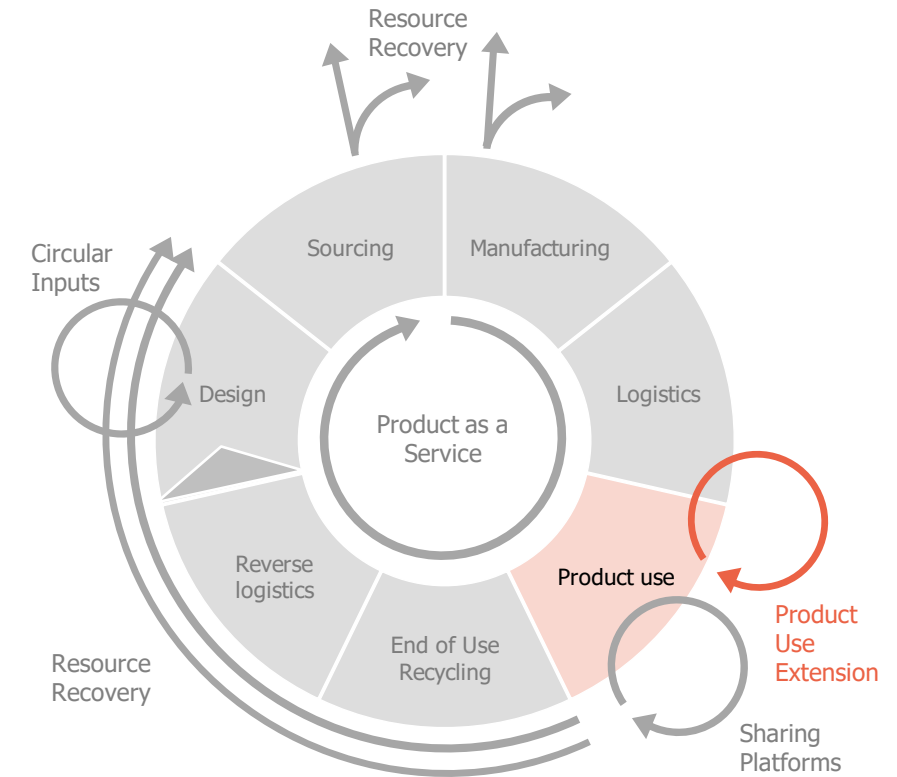 Resource
Recovery
Circular
Inputs
Sourcing
Manufacturing
Design
Logistics
Product as a
Service
Reverse
logistics
Product use
End of Use
Recycling
Product
Use
Extension
Resource
Recovery
Sharing
Platforms